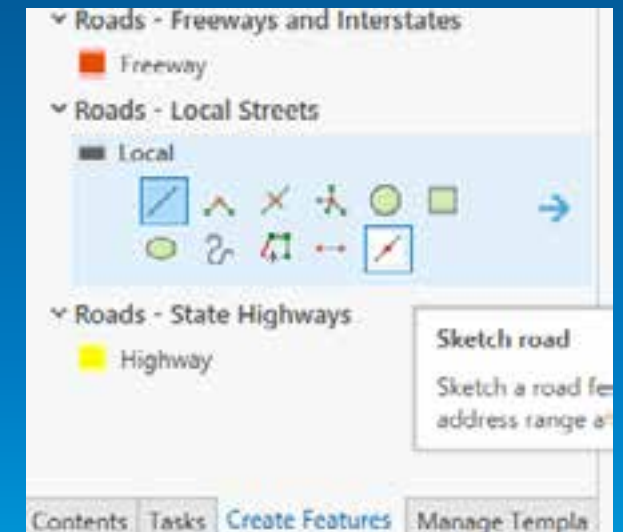 Roads - Freeways and Interstates
Freeway
Roads - Local Streets
Local
Roads - State Highways
Highway
Sketch road
Sketch a road fe
address range a
Contents Tasks Create Features Manage Templa